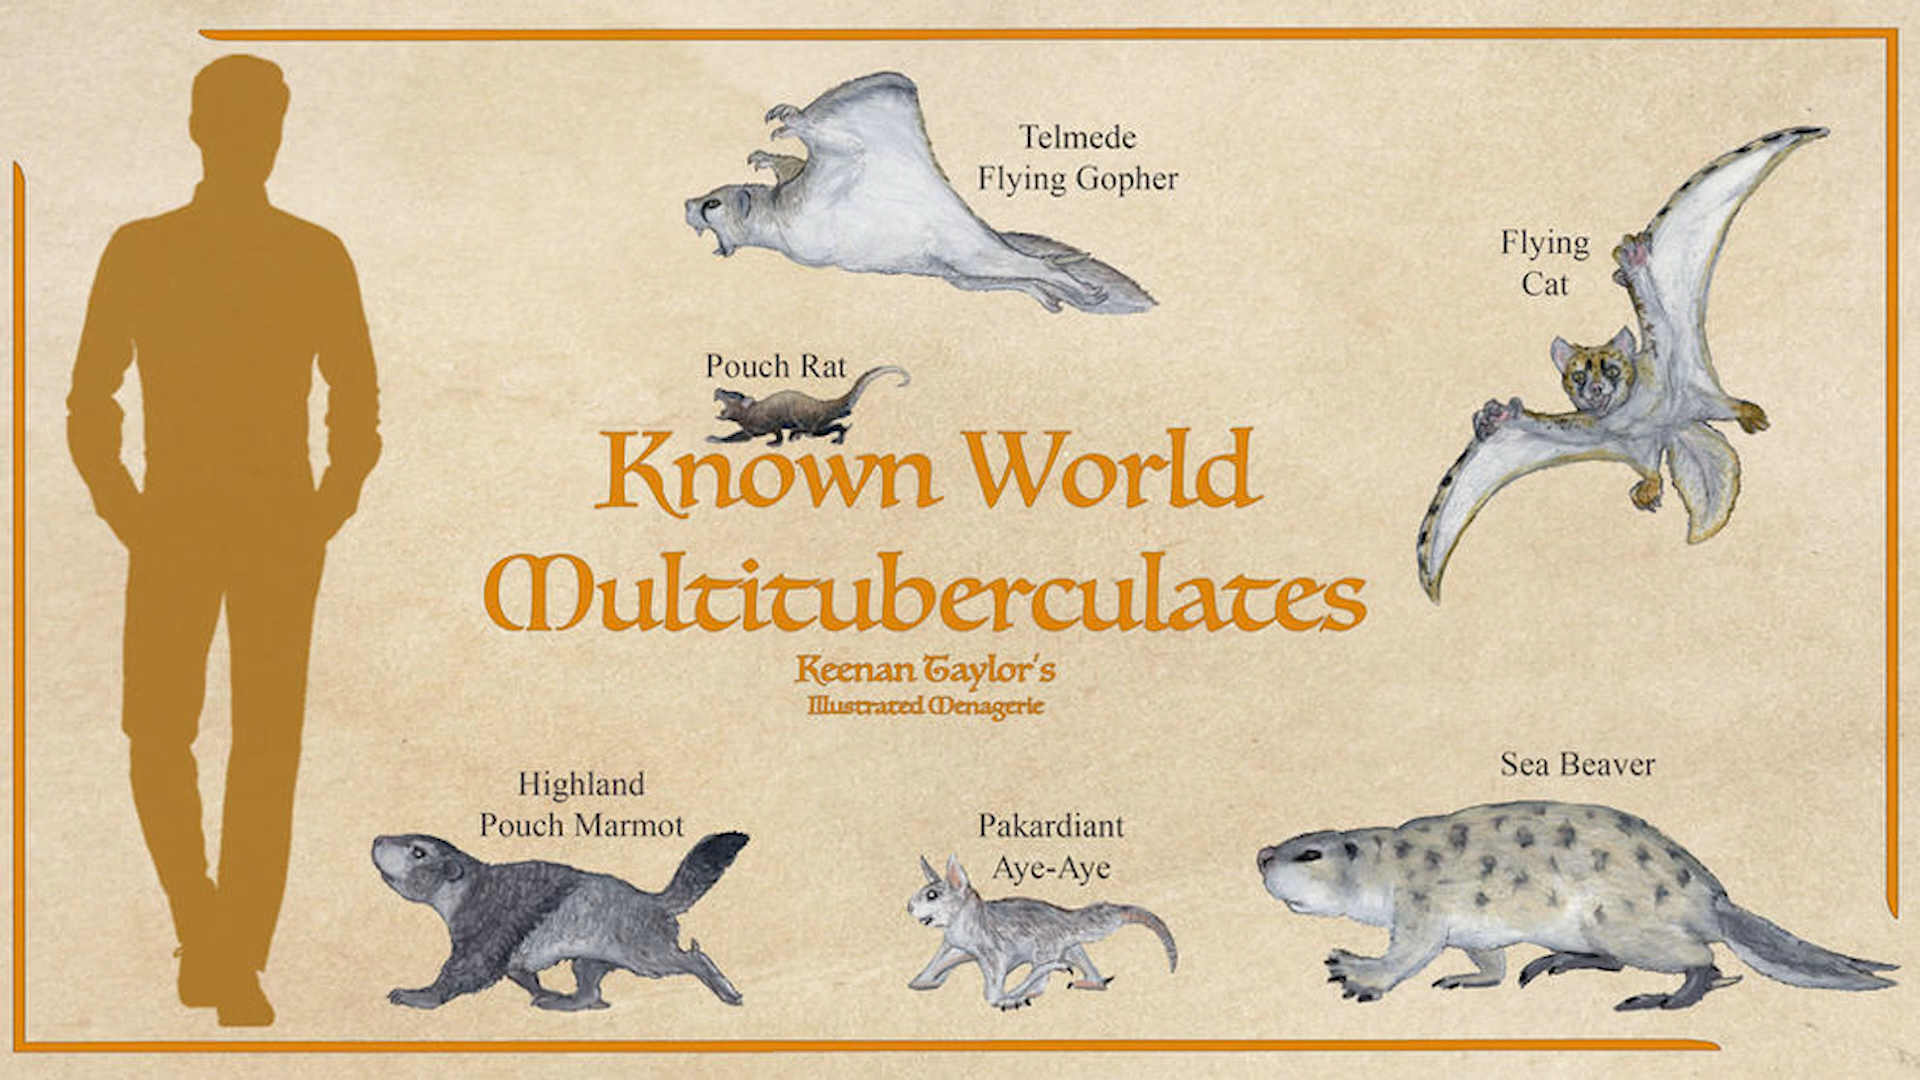 Telmede
Flying Gopher
Flying
Cat
Pouch Rat
Known World
Multituberculates
Keenan Taylor's
Illustrated Menagerie
Highland
Pouch Marmot
Pakardiant
Aye-Aye
Sea Beaver